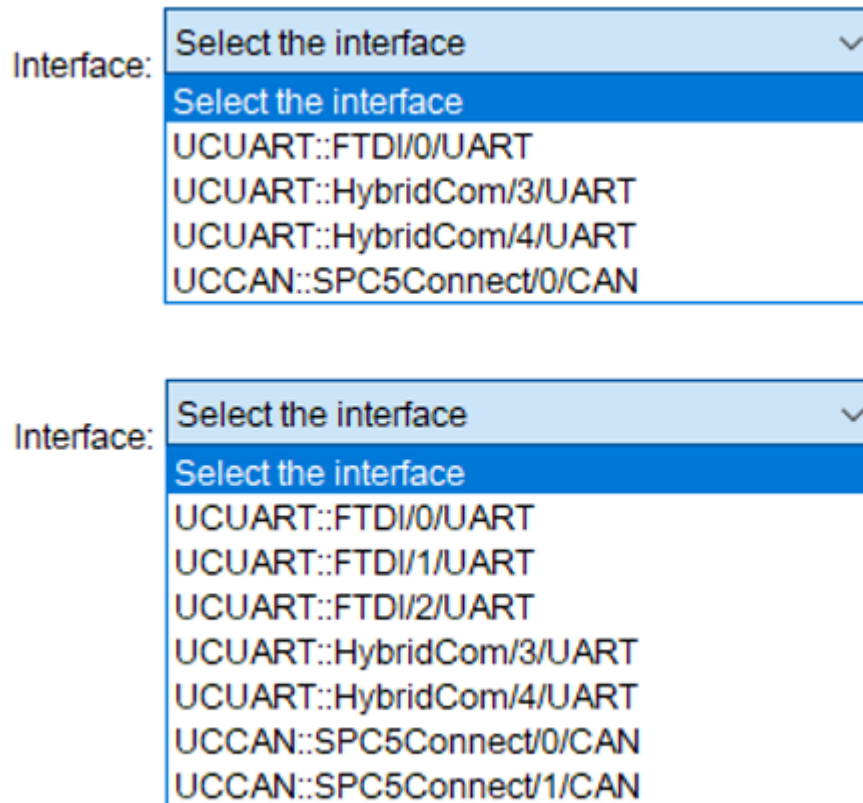 Interface: Select the interface
Select the interface
UCUART::FTDI/0/UART
UCUART::HybridCom/3/UART
UCUART::HybridCom/4/UART
UCCAN::SPC5Connect/0/CAN
Interface: Select the interface
Select the interface
UCUART::FTDI/0/UART
UCUART::FTDI/1/UART
UCUART::FTDI/2/UART
UCUART::HybridCom/3/UART
UCUART::HybridCom/4/UART
UCCAN::SPC5Connect/0/CAN
UCCAN::SPC5Connect/1/CAN